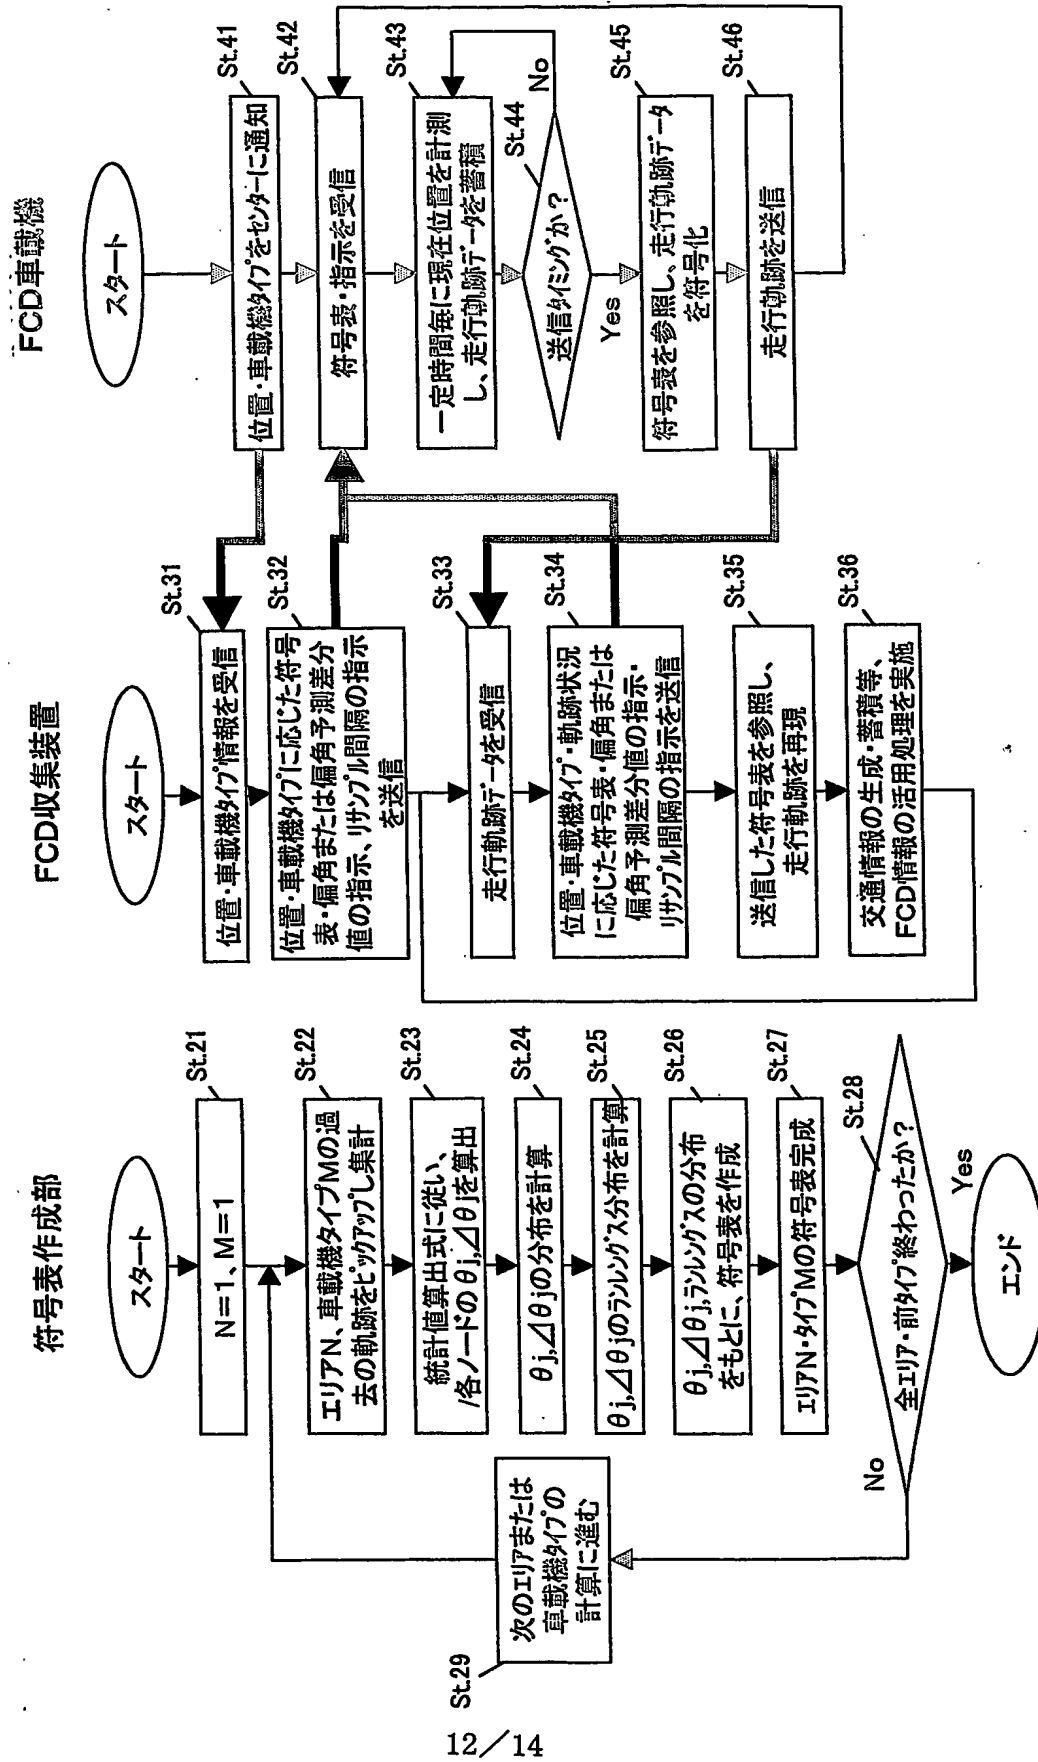 符号表作成部
スタート
St.21
N=1、M=1
St.22
エリアN、車載機タイプMの過
去の軌跡をピックアップし集計
St.23
統計値算出式に従い、
/各ノードのθj,⊿θjを算出
St.24
θj,⊿θjの分布を計算
St.25
θj,⊿θjのランレングス分布を計算
St.26
θj,⊿θj,ランレングスの分布
をもとに、符号表を作成
St.27
エリアN・タイプMの符号表完成
St.28
全エリア・前タイプ終わったか?
No
Yes
エンド
St.29
次のエリアまたは
車載機タイプの
計算に進む
FCD収集装置
スタート
St.31
位置・車載機タイプ情報を受信
St.32
位置・車載機タイプに応じた符号
表・偏角または偏角予測差分
値の指示、リサンプル間隔の指示
を送信
St.33
走行軌跡データを受信
St.34
位置・車載機タイプ・軌跡状況
に応じた符号表・偏角または
偏角予測差分値の指示・
リサンプル間隔の指示を送信
St.35
送信した符号表を参照し、
走行軌跡を再現
St.36
交通情報の生成・蓄積等、
FCD情報の活用処理を実施
FCD車載機
スタート
St.41
位置・車載機タイプをセンターに通知
St.42
符号表・指示を受信
St.43
一定時間毎に現在位置を計測
し、走行軌跡データを蓄積
St.44
送信タイミングか?
No
Yes
St.45
符号表を参照し、走行軌跡データ
を符号化
St.46
走行軌跡を送信
12/14